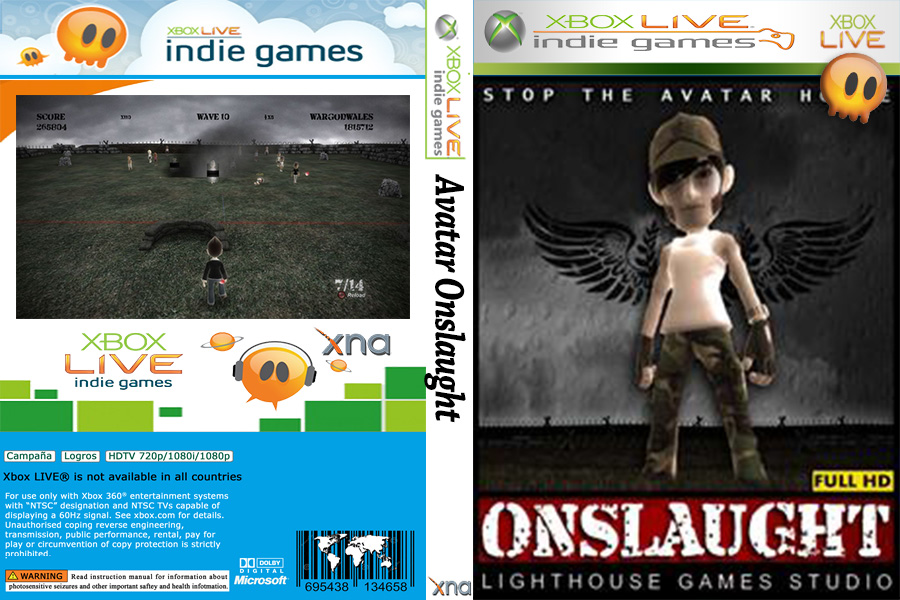 XBOX LIVE
indie games
SCORE
265804
WAVE 10
WARGODWALES
7/14
Reload
XBOX
LIVE
indie games
xna
Campaña Logros HDTV 720p/1080i/1080p
Xbox LIVE® is not available in all countries
For use only with Xbox 360® entertainment systems
with "NTSC" designation and NTSC TVs capable of
displaying a 60Hz signal. See xbox.com for details.
Unauthorised coping reverse engineering,
transmission, public performance, rental, pay for
play or circumvention of copy protection is strictly
prohibited.
WARNING Read instruction manual for information about
photosensitive seizures and other important saftey and health infotmation.
DOLBY
DIGITAL
Microsoft
695438 134658
XBOX LIVE
indie games
Avatar Onslaught
xna
XBOX LIVE
indie games
XBOX
LIVE
STOP THE AVATAR
FULL HD
ONSLAUGHT
LIGHTHOUSE GAMES STUDIO